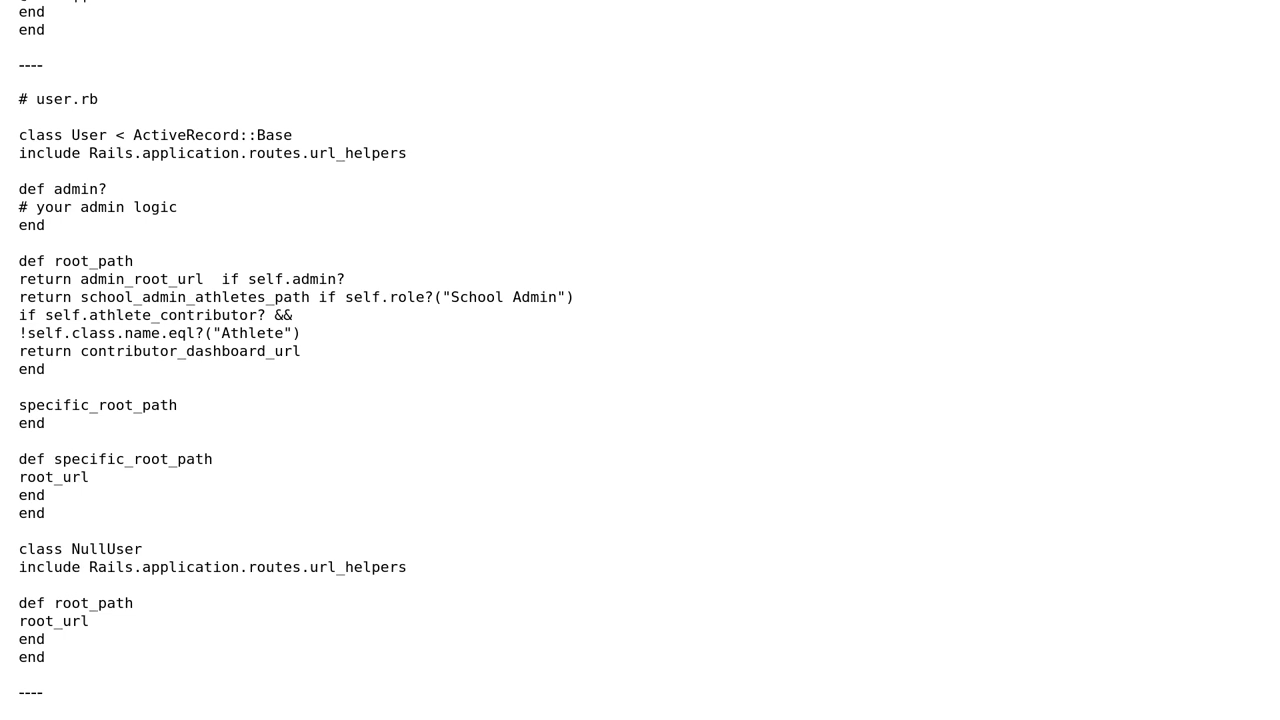 end
end
----
# user.rb
class User < ActiveRecord::Base
include Rails.application.routes.url_helpers
def admin?
# your admin logic
end
def root_path
return admin_root_url  if self.admin?
return school_admin_athletes_path if self.role?("School Admin")
if self.athlete_contributor? &&
!self.class.name.eql?("Athlete")
return contributor_dashboard_url
end
specific_root_path
end
def specific_root_path
root_url
end
end
class NullUser
include Rails.application.routes.url_helpers
def root_path
root_url
end
end
----